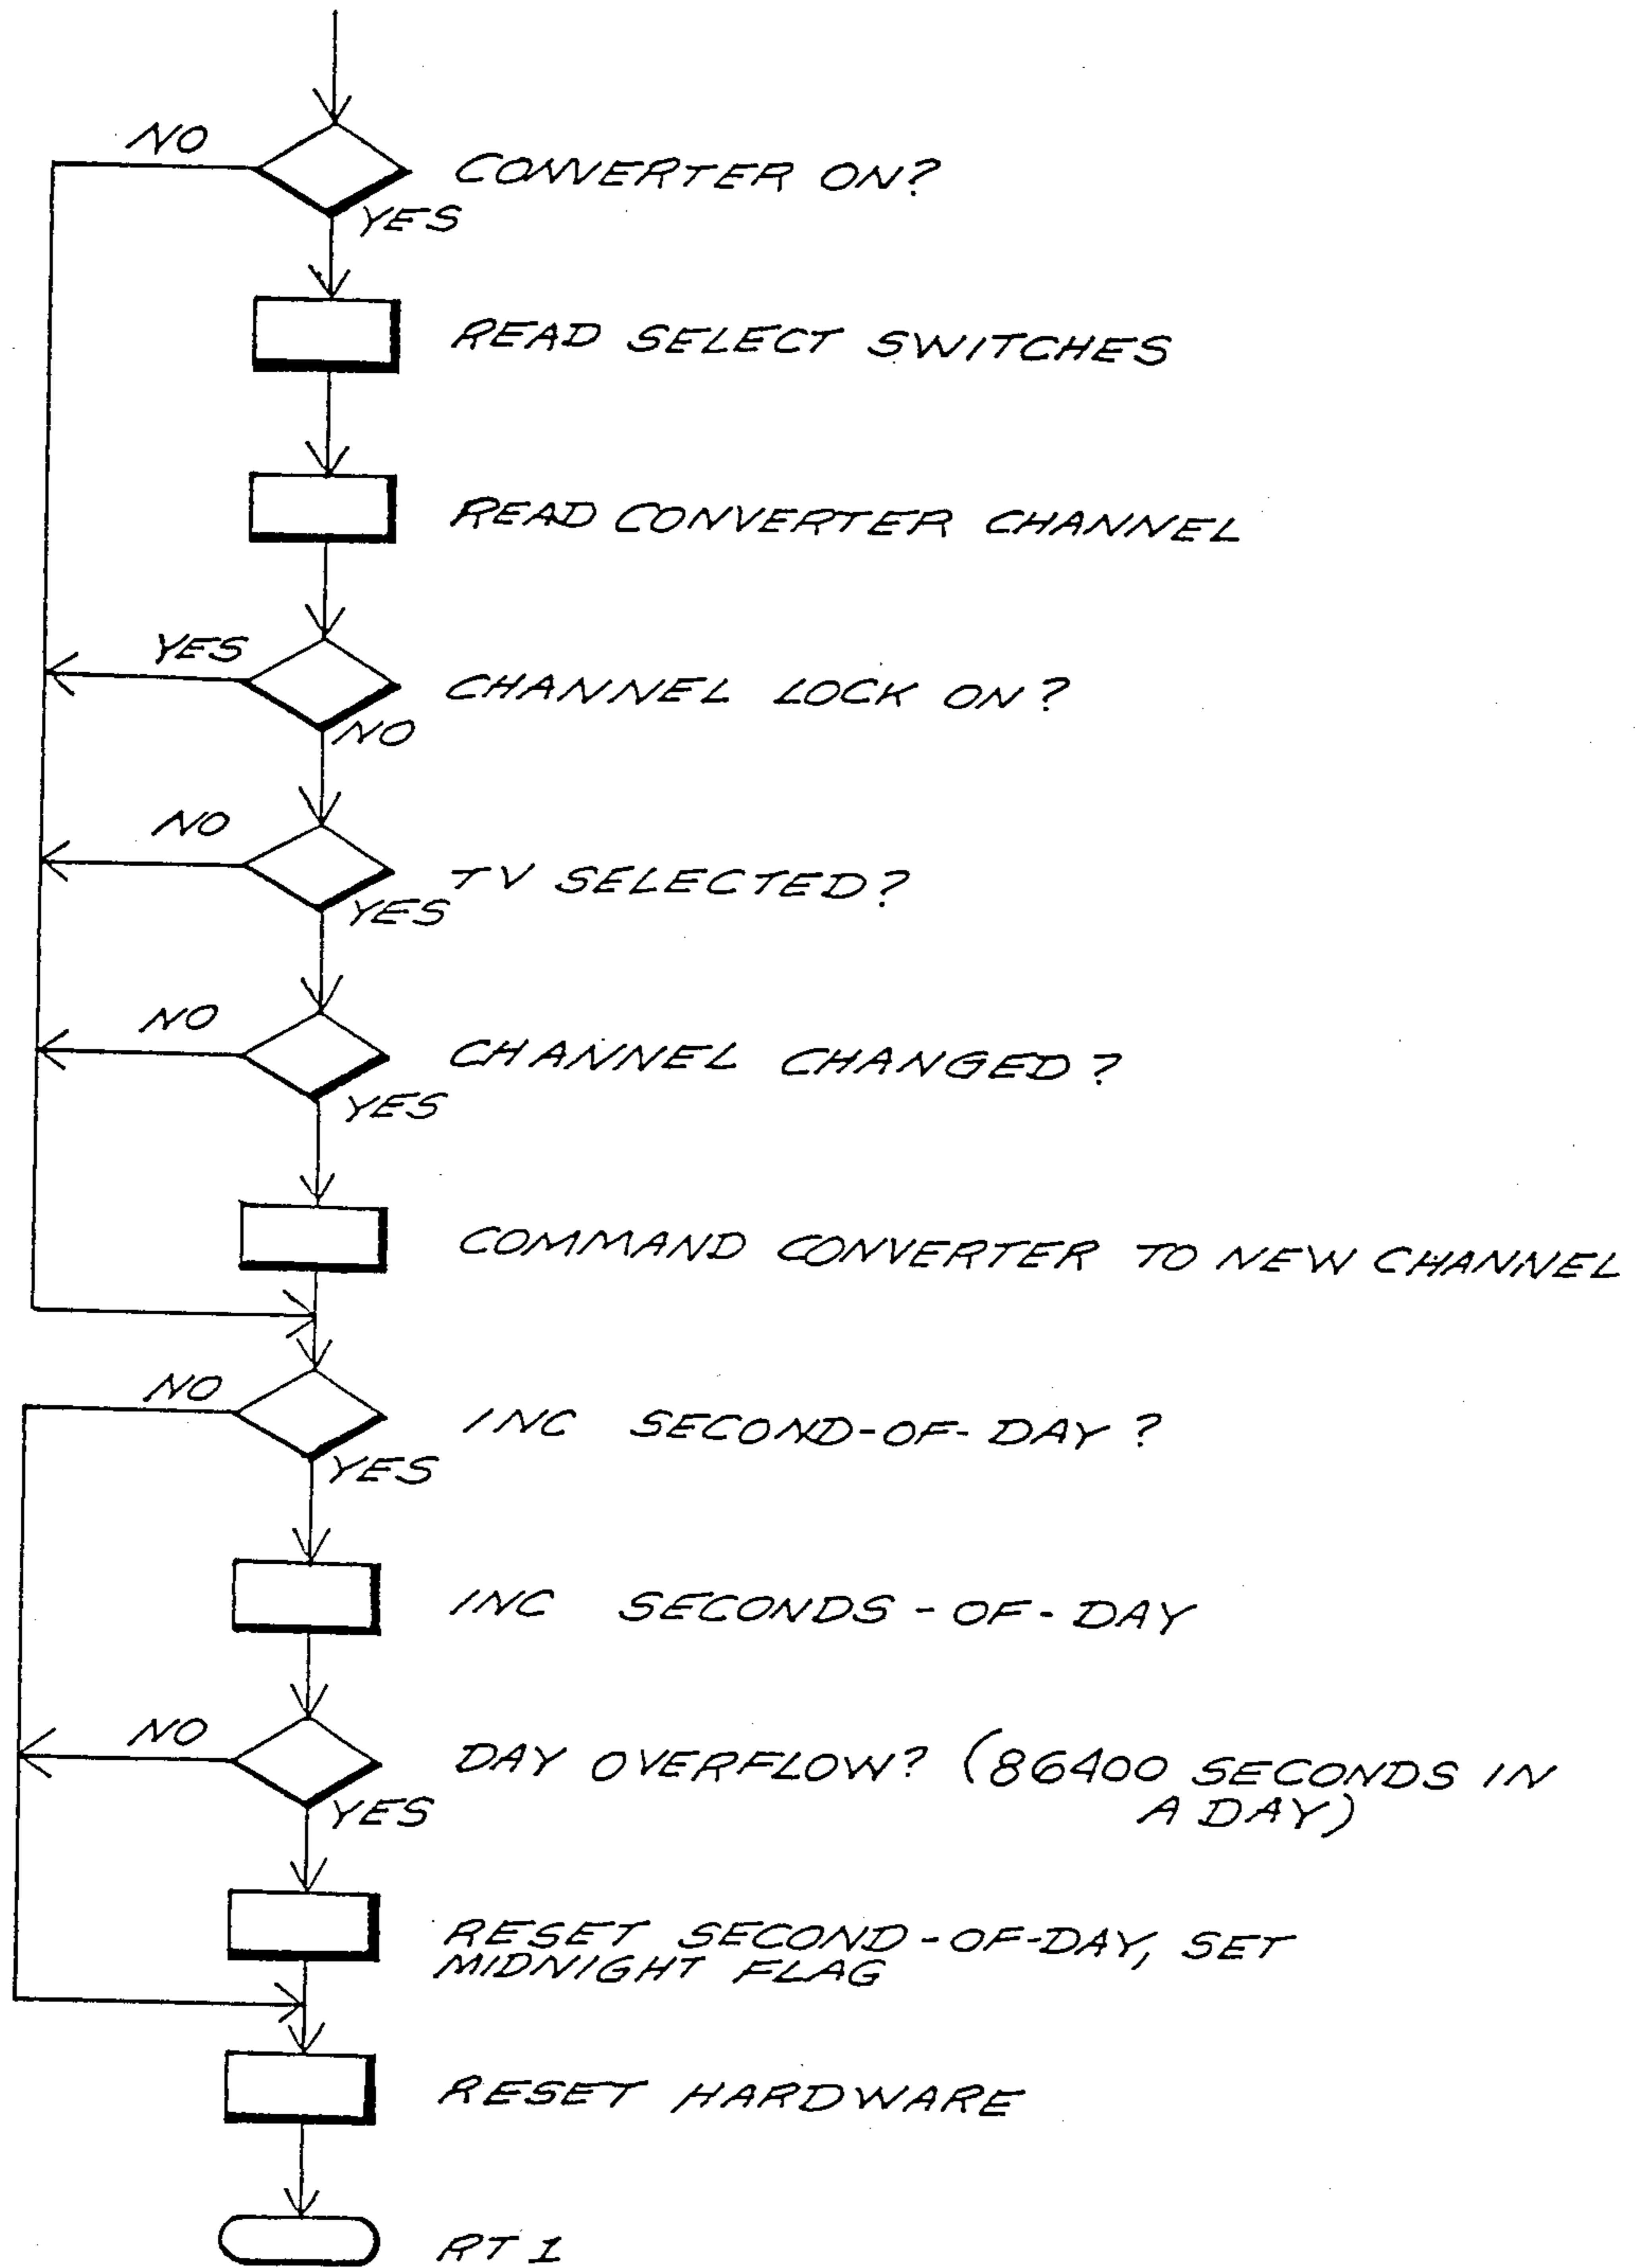 NO
CONVERTER ON?
YES
READ SELECT SWITCHES
READ CONVERTER CHANNEL
YES
CHANNEL LOCK ON?
NO
NO
TV SELECTED?
YES
NO
CHANNEL CHANGED?
YES
COMMAND CONVERTER TO NEW CHANNEL
NO
INC SECOND-OF-DAY?
YES
INC SECONDS-OF-DAY
NO
DAY OVERFLOW? (86400 SECONDS IN
A DAY)
YES
RESET SECOND-OF-DAY, SET
MIDNIGHT FLAG
RESET HARDWARE
RT1